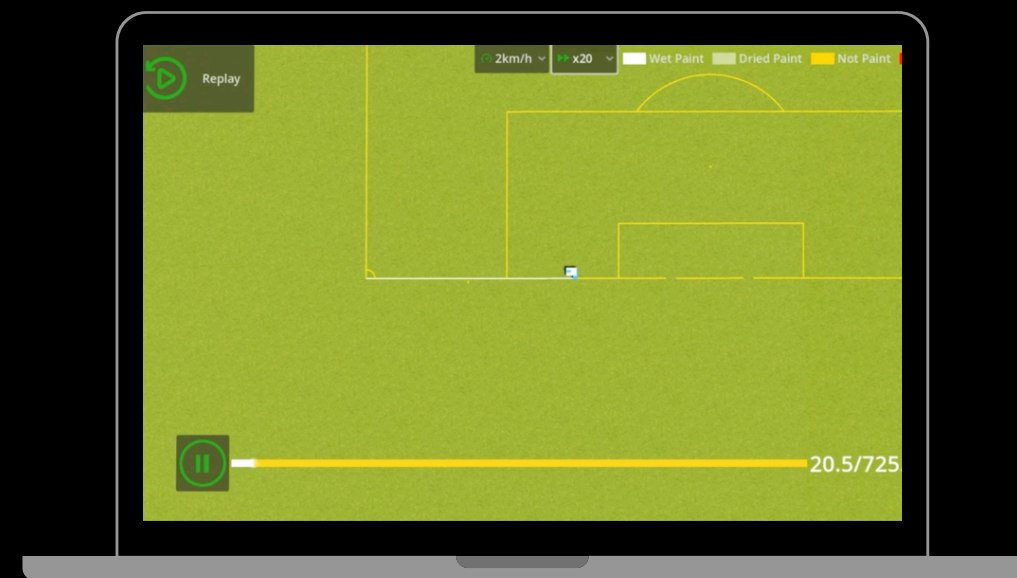 Replay
2km/h
x20
Wet Paint
Dried Paint
Not Paint
20.5/725